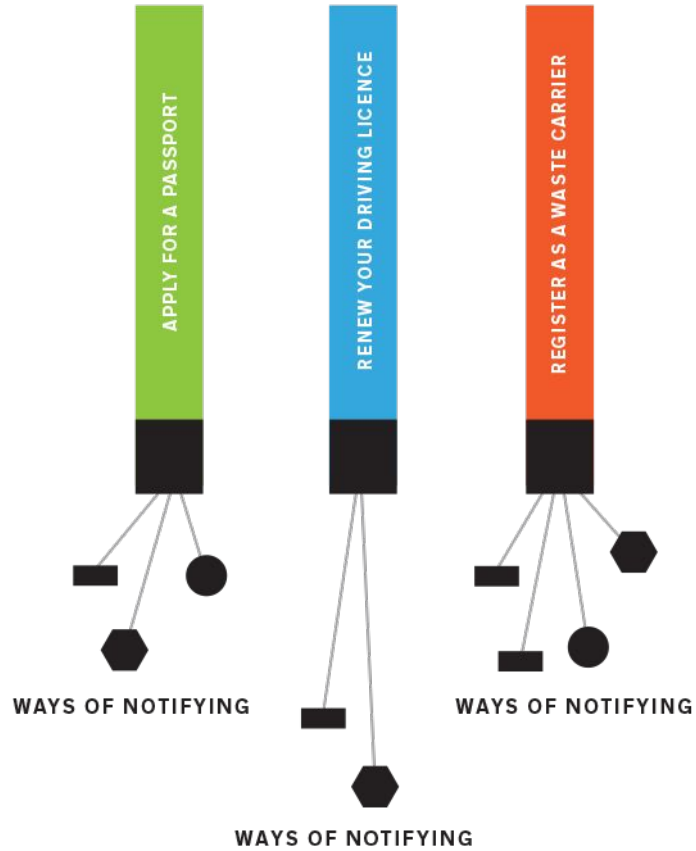 APPLY FOR A PASSPORT
RENEW YOUR DRIVING LICENCE
REGISTER AS A WASTE CARRIER
WAYS OF NOTIFYING
WAYS OF NOTIFYING
WAYS OF NOTIFYING